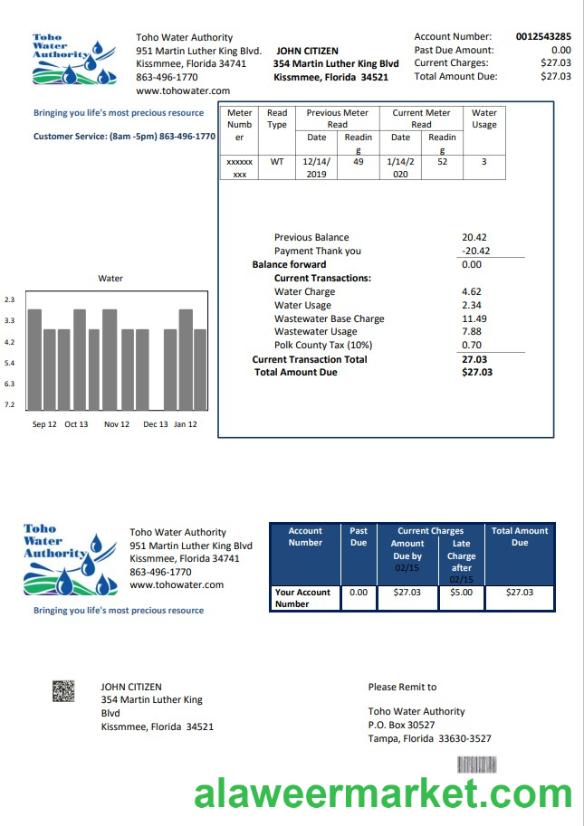 Toho
Water
Authority
Toho Water Authority
951 Martin Luther King Blvd.
Kissmmee, Florida 34741
863-496-1770
www.tohowater.com
JOHN CITIZEN
354 Martin Luther King Blvd
Kissmmee, Florida 34521
Account Number: 0012543285
Past Due Amount: 0.00
Current Charges: $27.03
Total Amount Due: $27.03
Bringing you life's most precious resource
Customer Service: (8am -5pm) 863-496-1770
Meter Numb er Read Type Previous Meter Read Current Meter Read Water Usage
Date Readin g Date Readin g
xxxxxx xxx WT 12/14/ 2019 49 1/14/2 020 52 3
Previous Balance 20.42
Payment Thank you -20.42
Balance forward 0.00
Current Transactions:
Water Charge 4.62
Water Usage 2.34
Wastewater Base Charge 11.49
Wastewater Usage 7.88
Polk County Tax (10%) 0.70
Current Transaction Total 27.03
Total Amount Due $27.03
Water
2.3
3.3
4.2
5.4
6.3
7.2
Sep 12 Oct 13 Nov 12 Dec 13 Jan 12
Toho
Water
Authority
Toho Water Authority
951 Martin Luther King Blvd
Kissmmee, Florida 34741
863-496-1770
www.tohowater.com
Bringing you life's most precious resource
Account Number Past Due Current Charges Total Amount Due
Amount Due by 02/15 Late Charge after 02/15
Your Account Number 0.00 $27.03 $5.00 $27.03
JOHN CITIZEN
354 Martin Luther King
Blvd
Kissmmee, Florida 34521
Please Remit to
Toho Water Authority
P.O. Box 30527
Tampa, Florida 33630-3527
alaweermarket.com